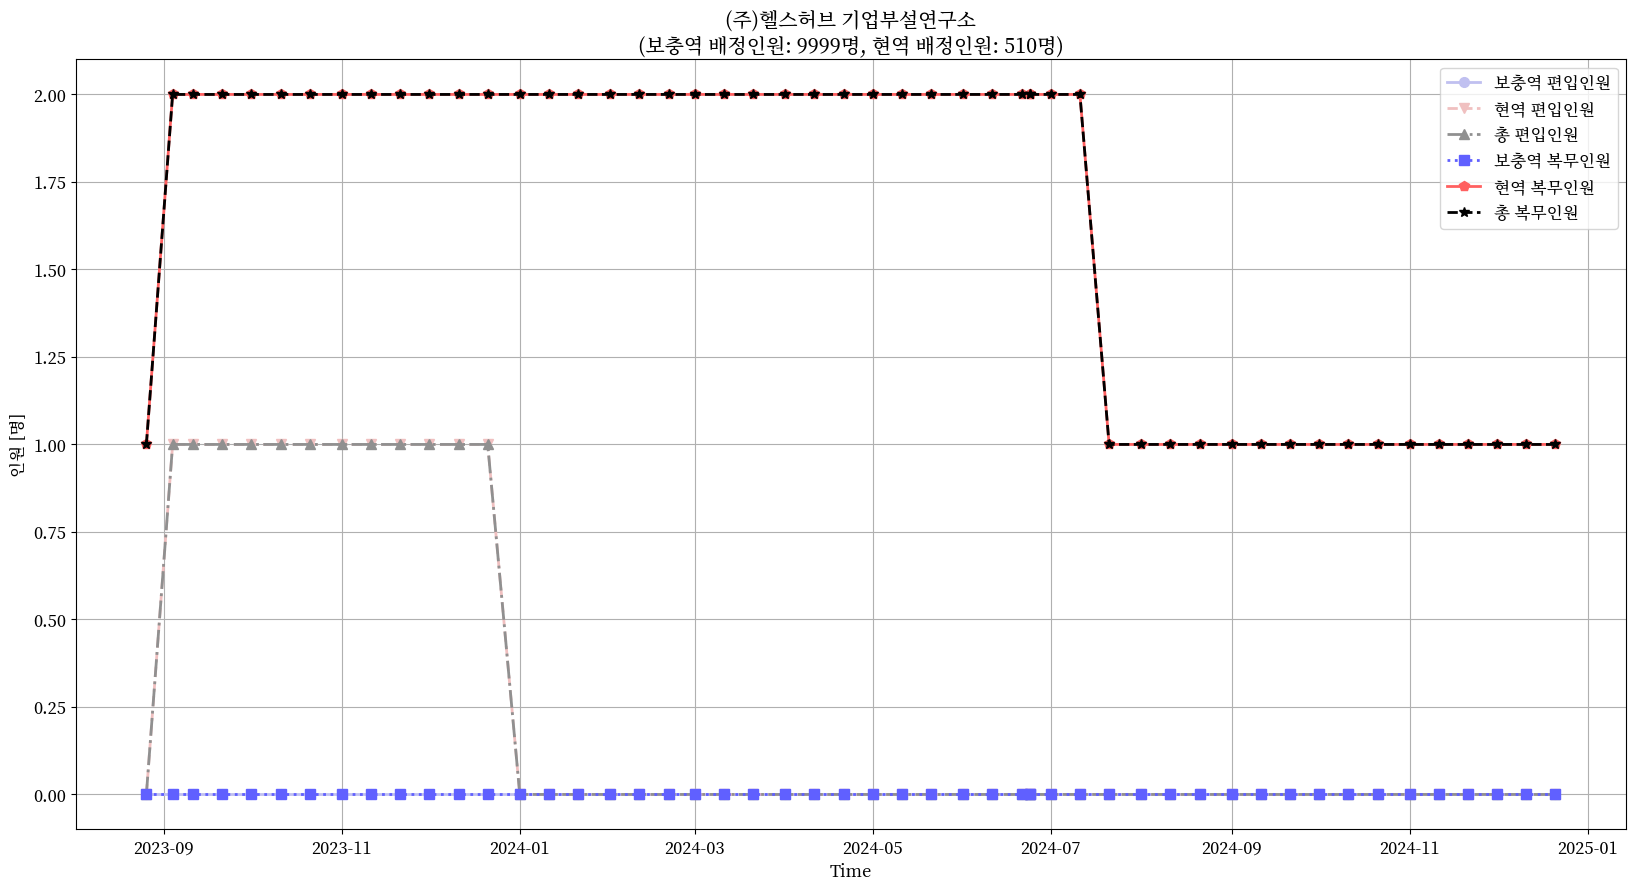 (주)헬스허브 기업부설연구소
(보충역 배정인원: 9999명, 현역 배정인원: 510명)
보충역 편입인원
현역 편입인원
총 편입인원
보충역 복무인원
현역 복무인원
총 복무인원
인원 [명]
2.00
1.75
1.50
1.25
1.00
0.75
0.50
0.25
0.00
2023-09 2023-11 2024-01 2024-03 2024-05 2024-07 2024-09 2024-11 2025-01
Time